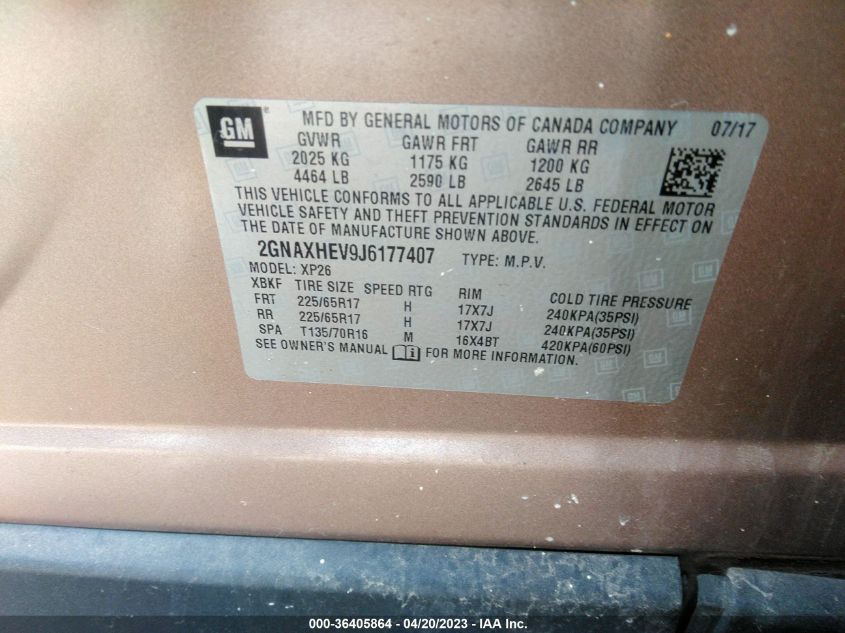 GM
MFD BY GENERAL MOTORS OF CANADA COMPANY 07/17
GVWR GAWR FRT GAWR RR
2025 KG 1175 KG 1200 KG
4464 LB 2590 LB 2645 LB
THIS VEHICLE CONFORMS TO ALL APPLICABLE U.S. FEDERAL MOTOR
VEHICLE SAFETY AND THEFT PREVENTION STANDARDS IN EFFECT ON
THE DATE OF MANUFACTURE SHOWN ABOVE.
2GNAXHEV9J6177407 TYPE: M.P.V.
MODEL: XP26
XBKF TIRE SIZE SPEED RTG RIM COLD TIRE PRESSURE
FRT 225/65R17 H 17X7J 240KPA(35PSI)
RR 225/65R17 H 17X7J 240KPA(35PSI)
SPA T135/70R16 M 16X4BT 420KPA(60PSI)
SEE OWNER'S MANUAL FOR MORE INFORMATION.
000-36405864 - 04/20/2023 - IAA Inc.